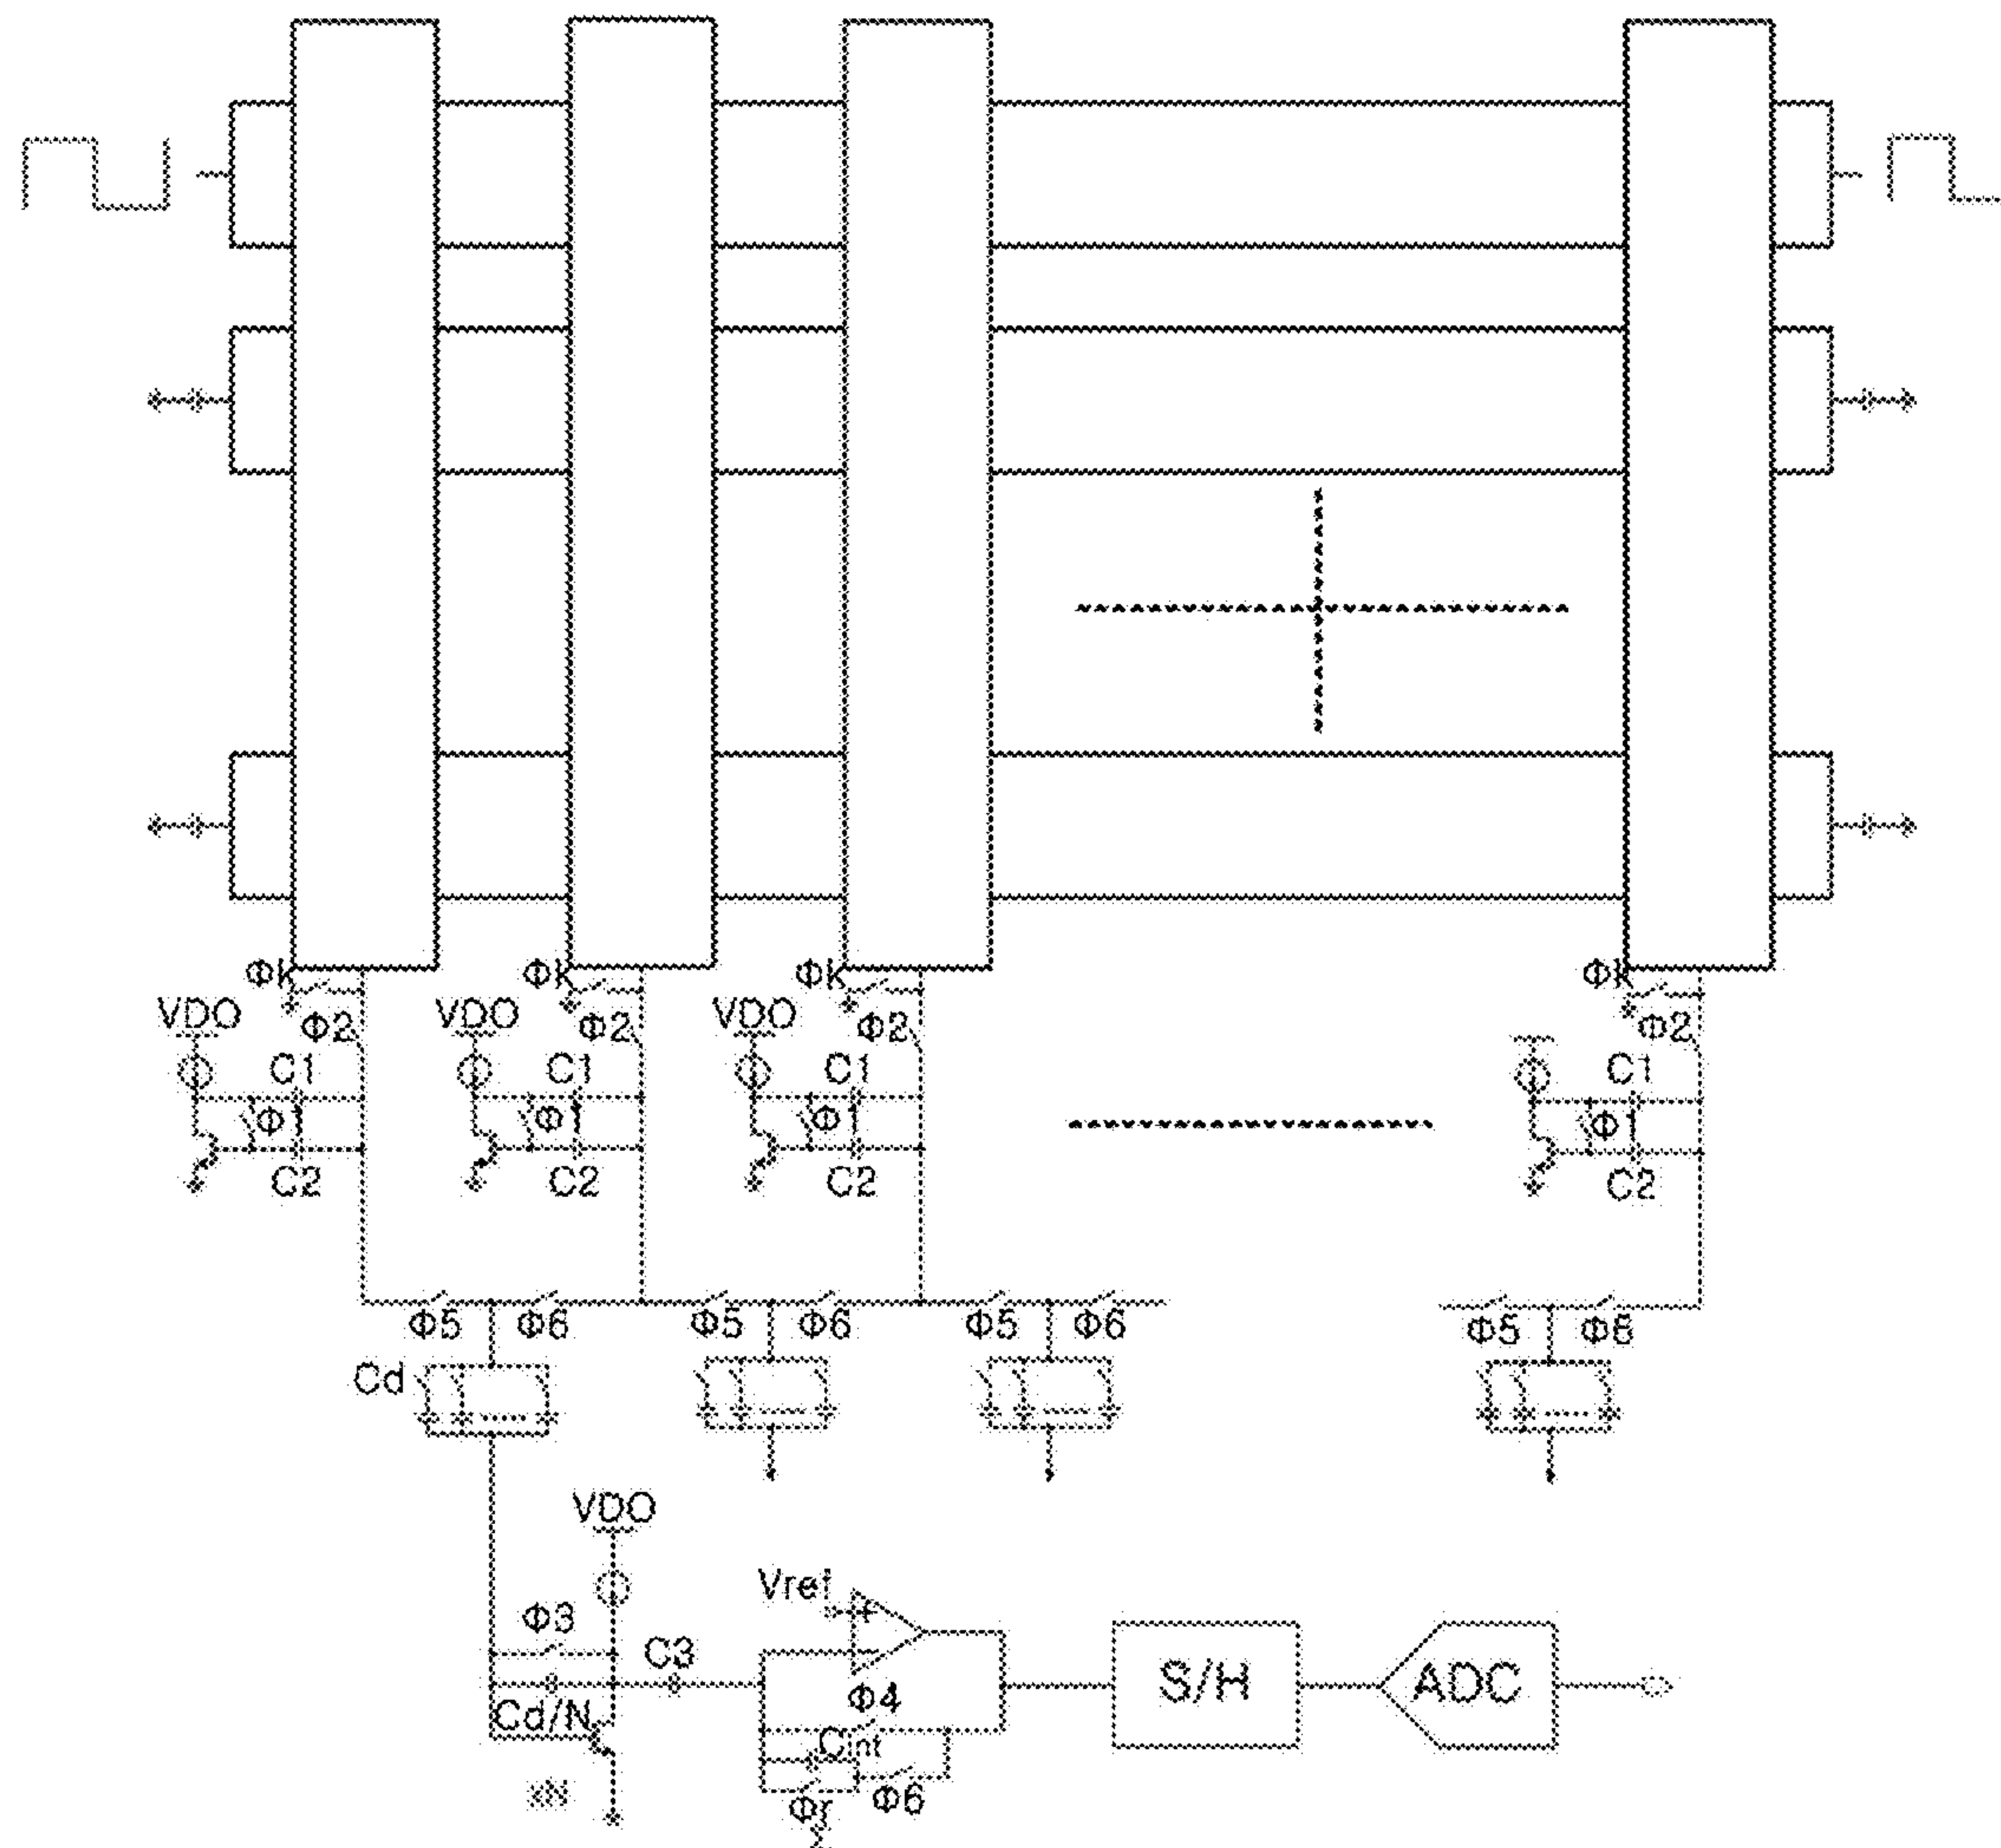 Φk Φk Φk Φk
VDO Φ2 VDO Φ2 VDO Φ2 Φ2
C1 C1 C1 C1
Φ1 Φ1 Φ1 Φ1
C2 C2 C2 C2
Φ5 Φ6 Φ5 Φ6 Φ5 Φ6 Φ5 Φ6
Cd
VDO
Vref
Φ3
C3
S/H
ADC
Φ4
Cd/N
Cint
xN
Φ6
Φr